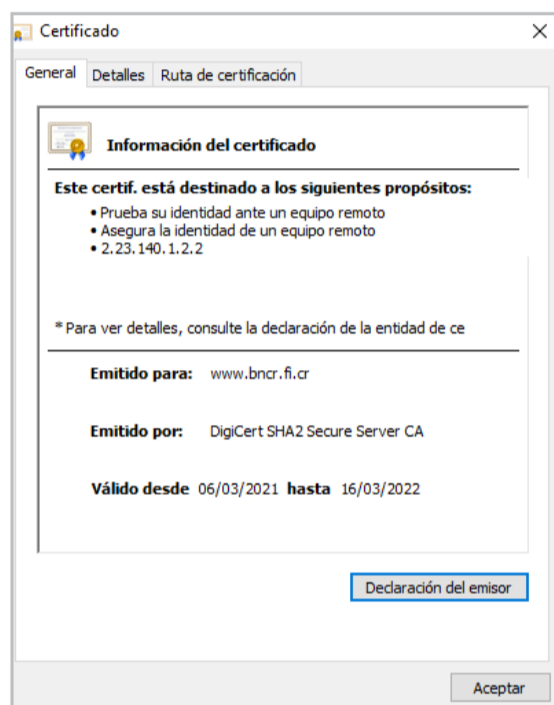 Certificado
General Detalles Ruta de certificación
Información del certificado
Este certif. está destinado a los siguientes propósitos:
• Prueba su identidad ante un equipo remoto
• Asegura la identidad de un equipo remoto
• 2.23.140.1.2.2
* Para ver detalles, consulte la declaración de la entidad de ce
Emitido para: www.bncr.fi.cr
Emitido por: DigiCert SHA2 Secure Server CA
Válido desde 06/03/2021 hasta 16/03/2022
Declaración del emisor
Aceptar